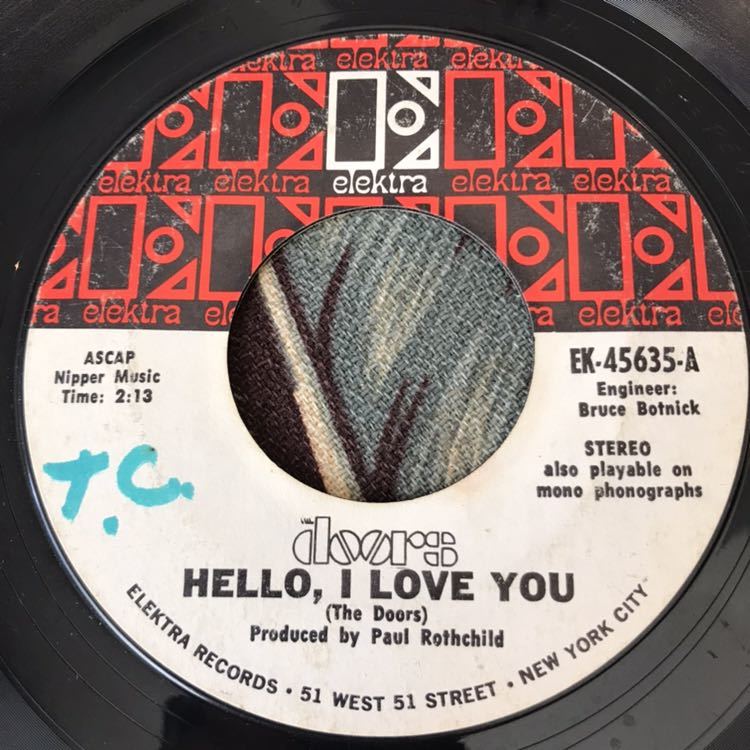 elektra elektra elektra
elektra elektra elektra elektra elektra
elektra elektra elektra elektra
ASCAP
Nipper Music
Time: 2:13
EK-45635-A
Engineer:
Bruce Botnick
STEREO
also playable on
mono phonographs
T.C.
the doors
HELLO, I LOVE YOU
(The Doors)
Produced by Paul Rothchild
ELEKTRA RECORDS · 51 WEST 51 STREET · NEW YORK CITY